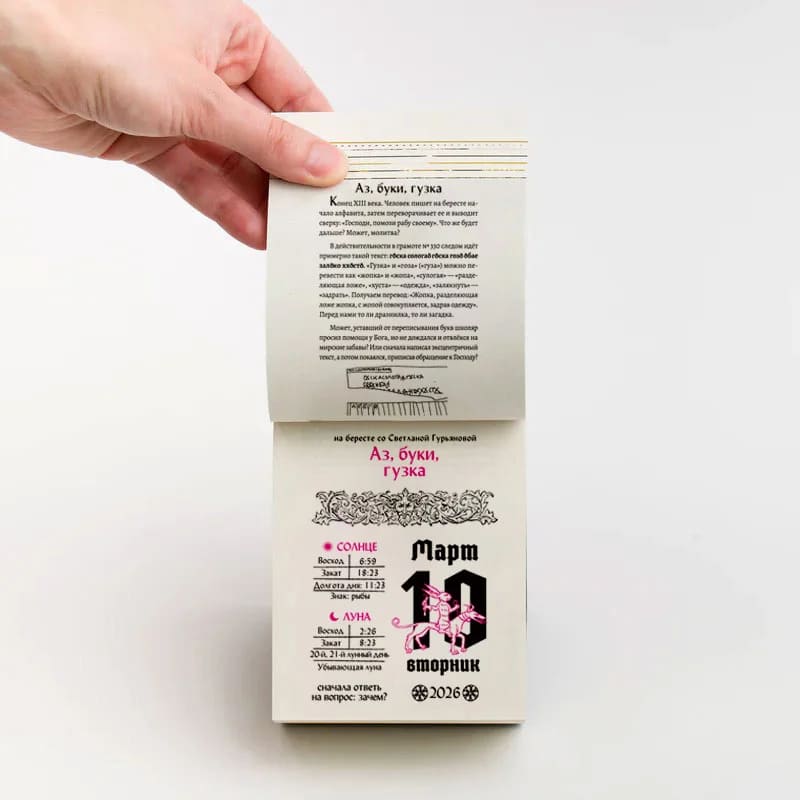 Аз, буки, гузка
Конец XIII века. Человек пишет на бересте на-
чало алфавита, затем переворачивает ее и выводит
сверху: «Господи, помози рабу своему». Что же будет
дальше? Может, молитва?
В действительности в грамоте № 330 следом идёт
примерно такой текст:
«Гузка» и «гоза» («гуза») можно пе-
ревести как «жопка» и «жопа», «сулогая» — «разде-
ляющая ложе», «хуста» — «одежда», «залякнуть» —
«задрать». Получаем перевод: «Жопка, разделяющая
ложе жопка, с жопой совокупляется, задрав одежду».
Перед нами то ли дразнилка, то ли загадка.
Может, уставший от переписывания букв школяр
просил помощи у Бога, но не дождался и отвлёкся на
мирские забавы? Или сначала написал эксцентричный
текст, а потом покаялся, приписав обращение к Господу?
на бересте со Светланой Гурьяновой
Аз, буки,
гузка
СОЛНЦЕ
Восход 6:59
Закат 18:23
Долгота дня: 11:23
Знак: рыбы
ЛУНА
Восход 2:26
Закат 8:23
20-й, 21-й лунный день
Убывающая луна
сначала ответь
на вопрос: зачем?
Март
10
вторник
2026